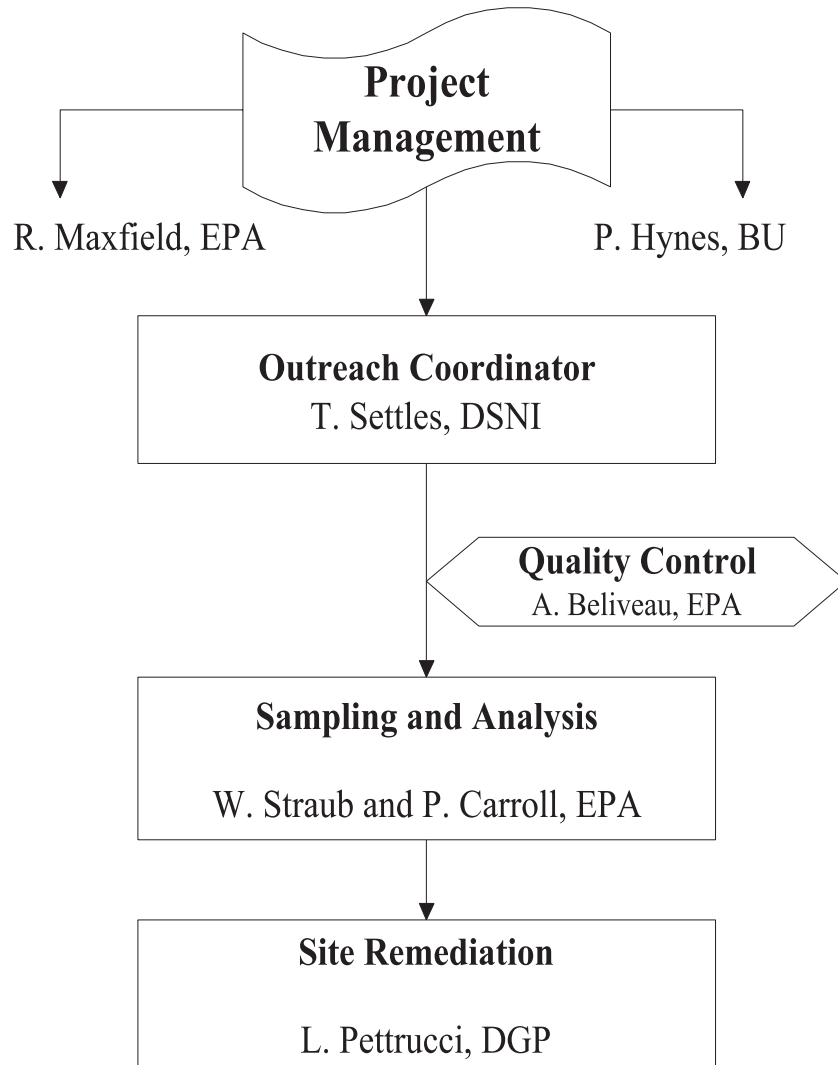 Project
Management
R. Maxfield, EPA
P. Hynes, BU
Outreach Coordinator
T. Settles, DSNI
Quality Control
A. Beliveau, EPA
Sampling and Analysis
W. Straub and P. Carroll, EPA
Site Remediation
L. Pettrucci, DGP